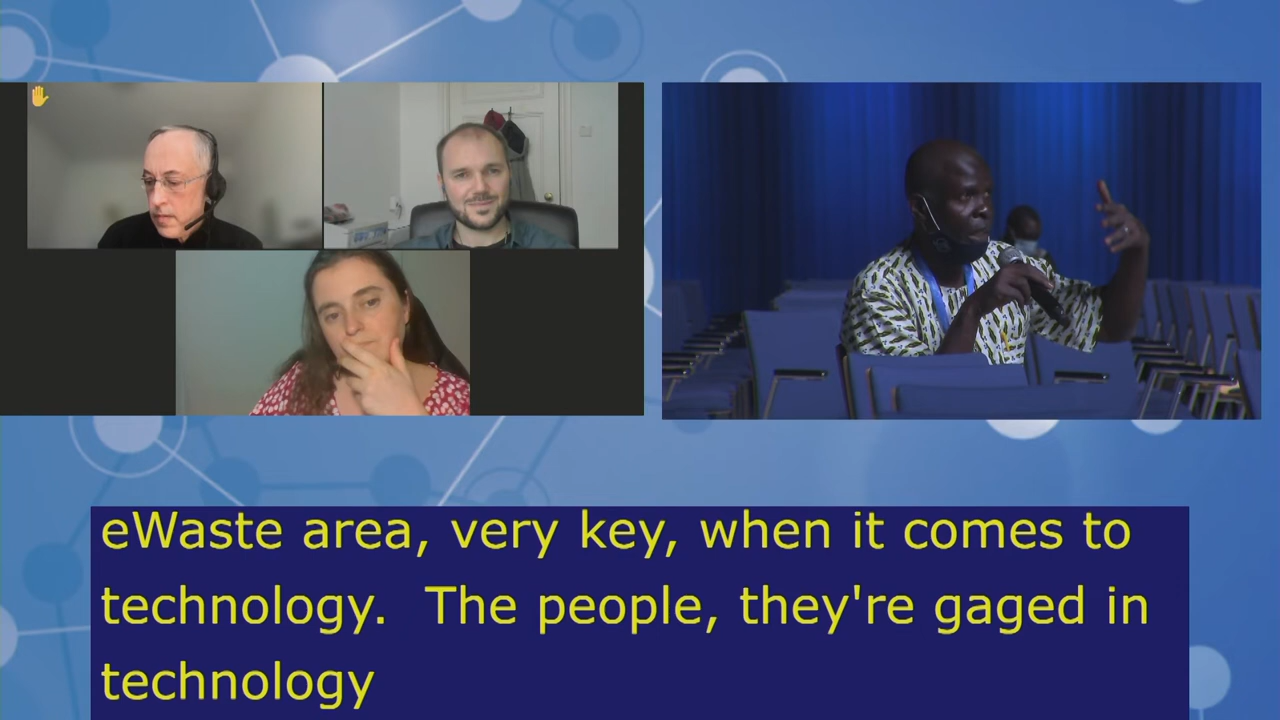 eWaste area, very key, when it comes to
technology.  The people, they're gaged in
technology